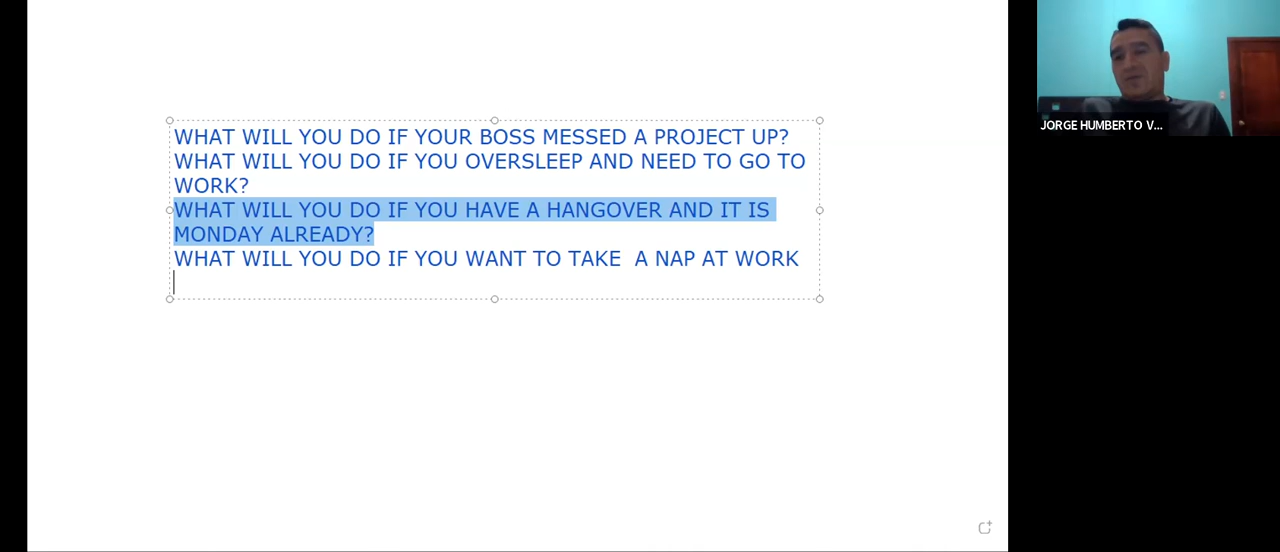 WHAT WILL YOU DO IF YOUR BOSS MESSED A PROJECT UP?
WHAT WILL YOU DO IF YOU OVERSLEEP AND NEED TO GO TO
WORK?
WHAT WILL YOU DO IF YOU HAVE A HANGOVER AND IT IS
MONDAY ALREADY?
WHAT WILL YOU DO IF YOU WANT TO TAKE  A NAP AT WORK
JORGE HUMBERTO V...